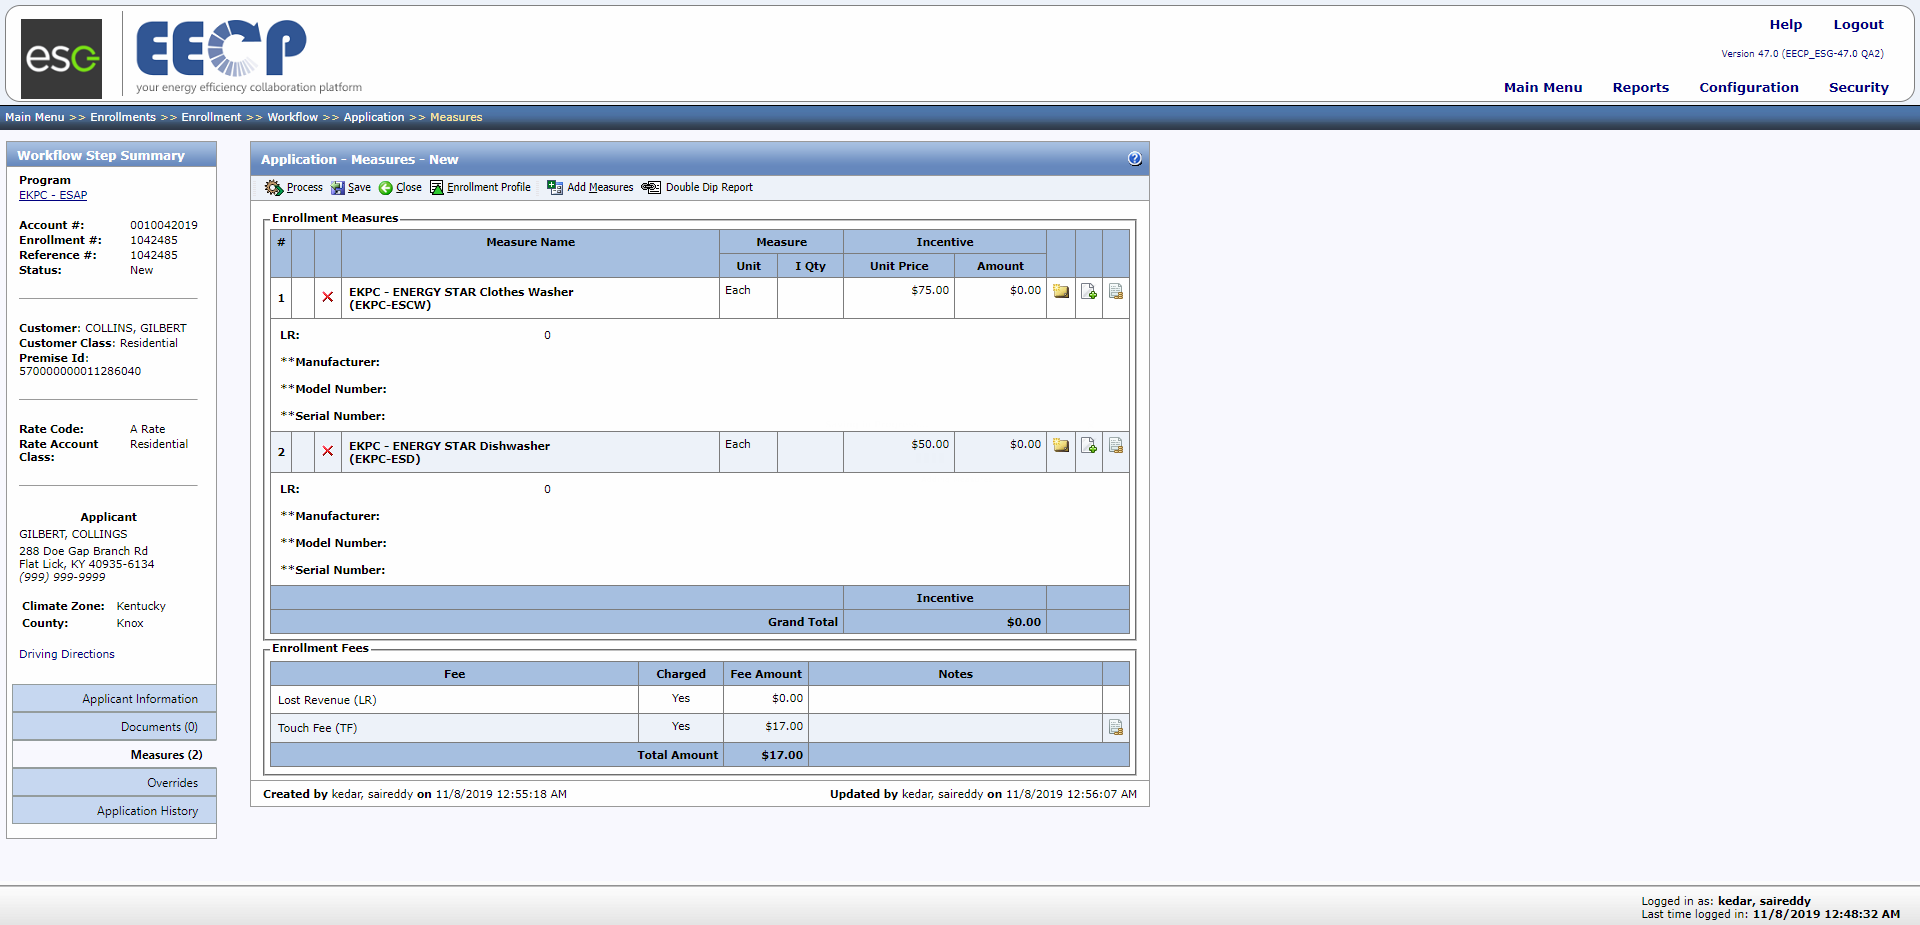 esg
EECP
your energy efficiency collaboration platform
Help Logout
Version 47.0 (EECP_ESG-47.0 QA2)
Main Menu Reports Configuration Security
Main Menu >> Enrollments >> Enrollment >> Workflow >> Application >> Measures
Workflow Step Summary
Program
EKPC - ESAP
Account #: 0010042019
Enrollment #: 1042485
Reference #: 1042485
Status: New
Customer: COLLINS, GILBERT
Customer Class: Residential
Premise Id:
570000000011286040
Rate Code: A Rate
Rate Account Residential
Class:
Applicant
GILBERT, COLLINGS
288 Doe Gap Branch Rd
Flat Lick, KY 40935-6134
(999) 999-9999
Climate Zone: Kentucky
County: Knox
Driving Directions
Applicant Information
Documents (0)
Measures (2)
Overrides
Application History
Application - Measures - New
Process Save Close Enrollment Profile Add Measures Double Dip Report
Enrollment Measures
# Measure Name Measure Incentive
Unit I Qty Unit Price Amount
1 EKPC - ENERGY STAR Clothes Washer Each $75.00 $0.00
(EKPC-ESCW)
LR: 0
**Manufacturer:
**Model Number:
**Serial Number:
2 EKPC - ENERGY STAR Dishwasher Each $50.00 $0.00
(EKPC-ESD)
LR: 0
**Manufacturer:
**Model Number:
**Serial Number:
Incentive
Grand Total $0.00
Enrollment Fees
Fee Charged Fee Amount Notes
Lost Revenue (LR) Yes $0.00
Touch Fee (TF) Yes $17.00
Total Amount $17.00
Created by kedar, saireddy on 11/8/2019 12:55:18 AM Updated by kedar, saireddy on 11/8/2019 12:56:07 AM
Logged in as: kedar, saireddy
Last time logged in: 11/8/2019 12:48:32 AM